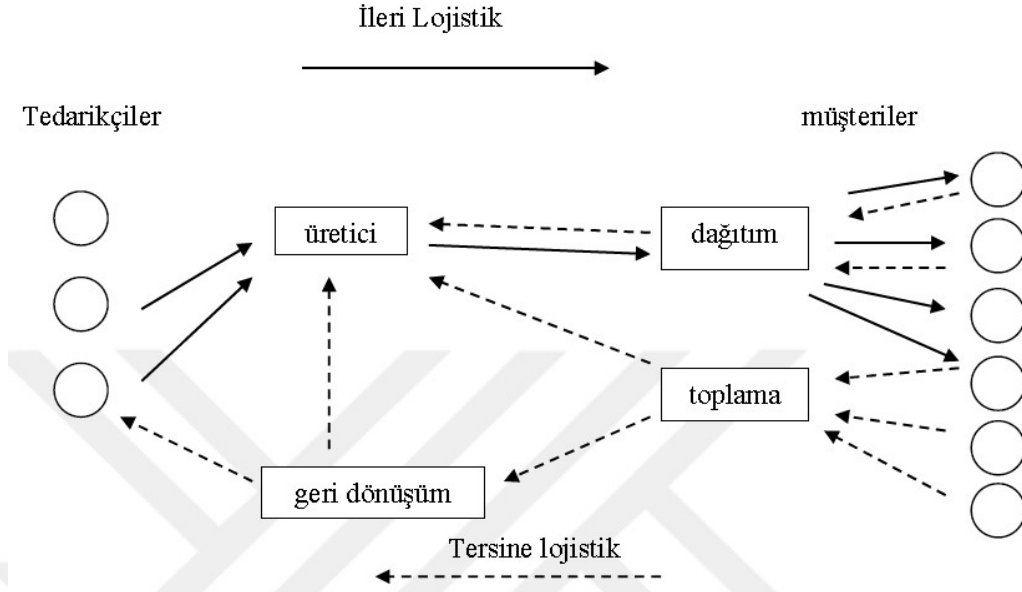 İleri Lojistik
Tedarikçiler
müşteriler
üretici
dağıtım
toplama
geri dönüşüm
Tersine lojistik